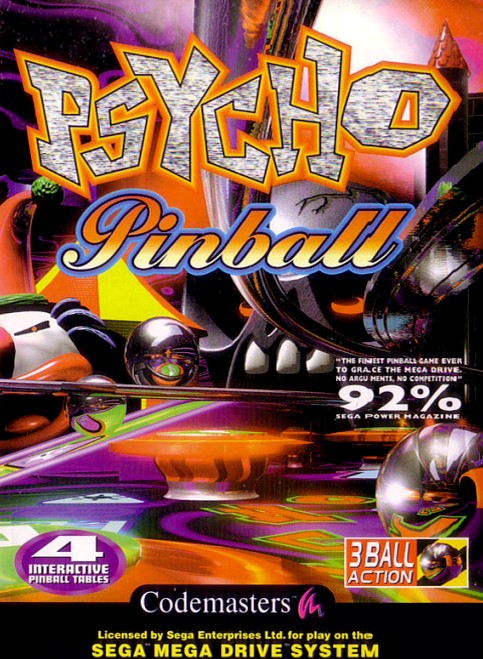 PSYCHO
Pinball
"THE FINEST PINBALL GAME EVER
TO GRACE THE MEGA DRIVE.
NO ARGUMENTS, NO COMPETITION"
92%
SEGA POWER MAGAZINE
4
INTERACTIVE
PINBALL TABLES
3 BALL
ACTION
Codemasters
Licensed by Sega Enterprises Ltd. for play on the
SEGA™ MEGA DRIVE™ SYSTEM